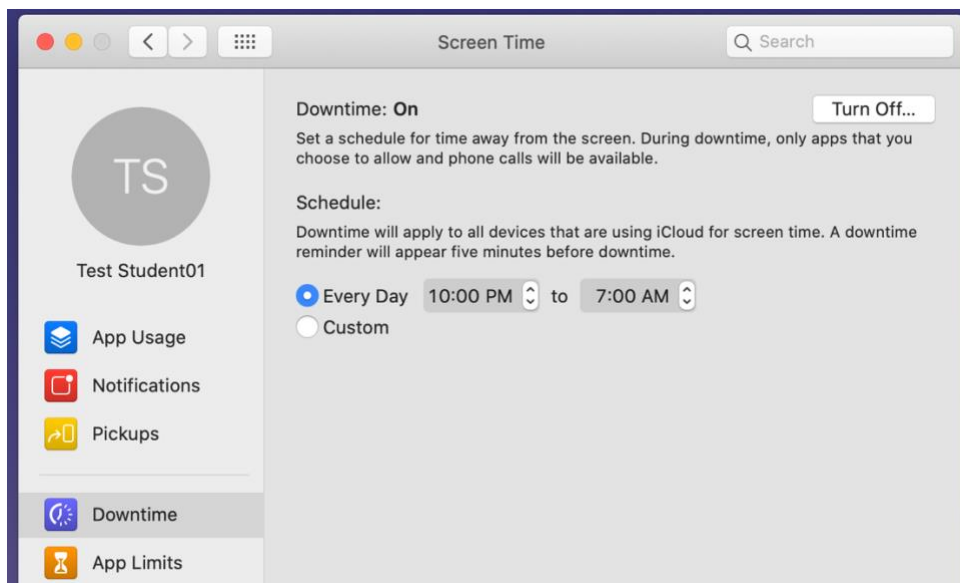 Screen Time
Search
TS
Test Student01
App Usage
Notifications
Pickups
Downtime
App Limits
Downtime: On
Turn Off...
Set a schedule for time away from the screen. During downtime, only apps that you
choose to allow and phone calls will be available.
Schedule:
Downtime will apply to all devices that are using iCloud for screen time. A downtime
reminder will appear five minutes before downtime.
Every Day 10:00 PM to 7:00 AM
Custom